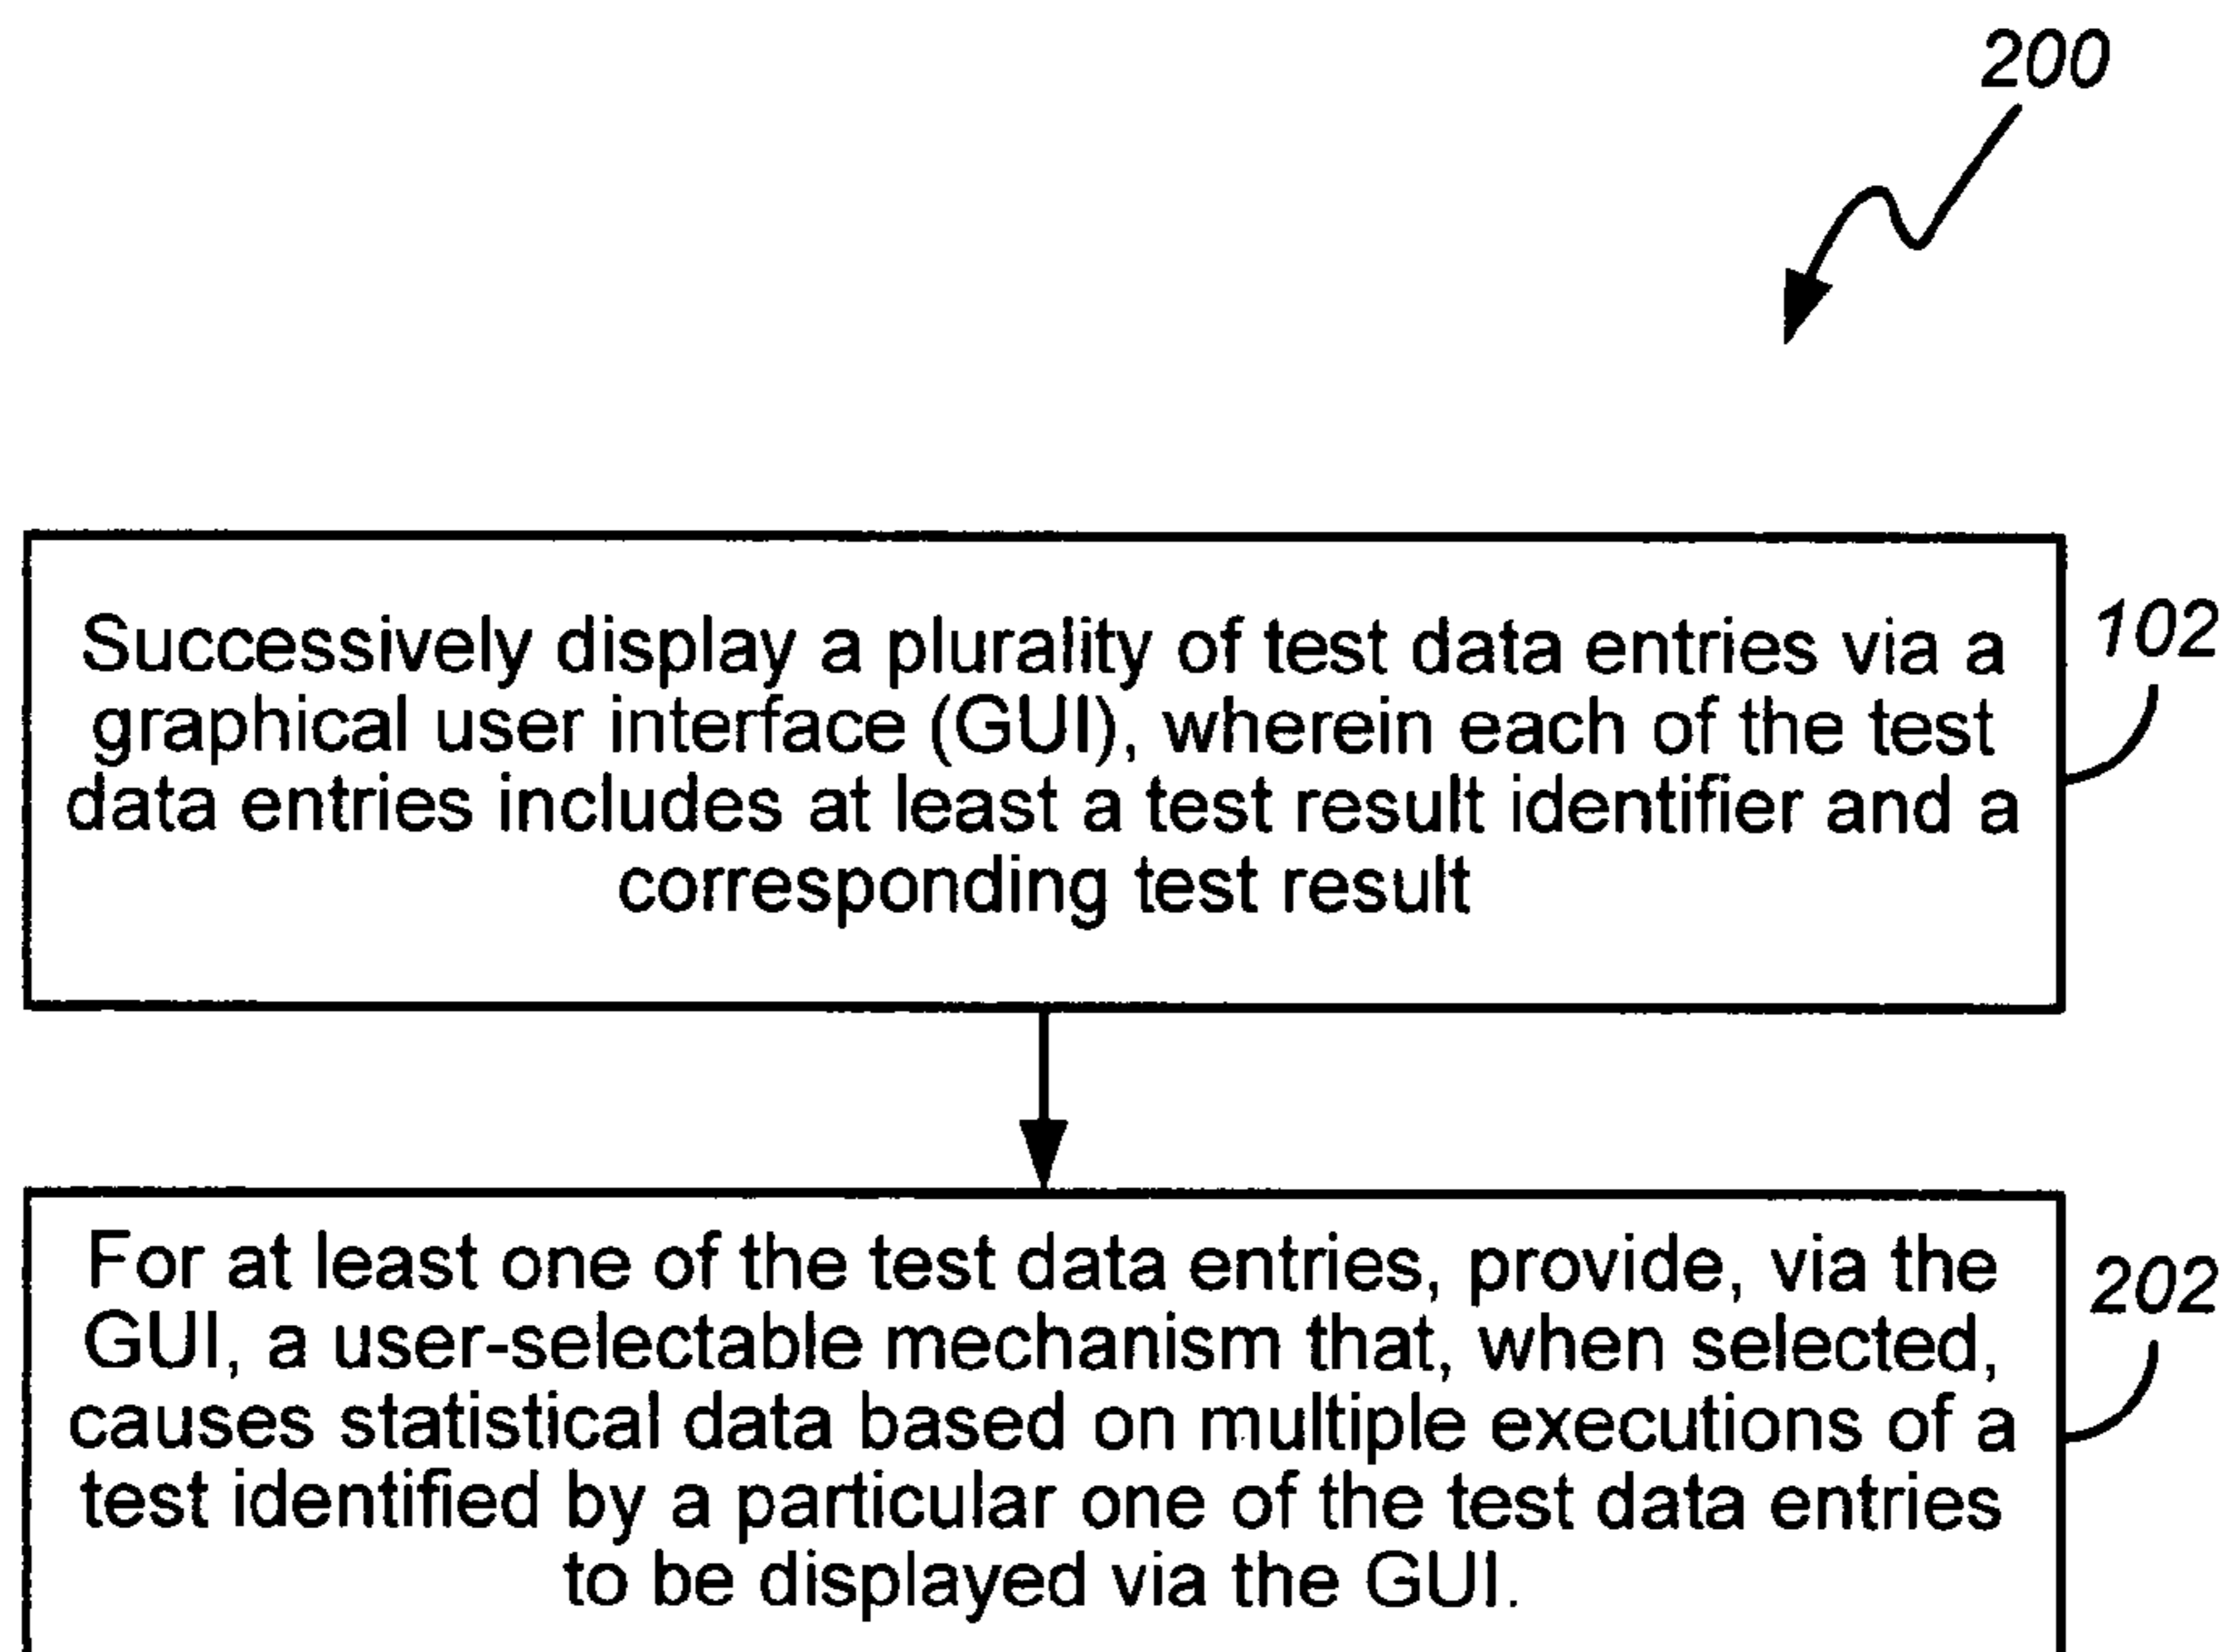 200
Successively display a plurality of test data entries via a
graphical user interface (GUI), wherein each of the test
data entries includes at least a test result identifier and a
corresponding test result
102
For at least one of the test data entries, provide, via the
GUI, a user-selectable mechanism that, when selected,
causes statistical data based on multiple executions of a
test identified by a particular one of the test data entries
to be displayed via the GUI.
202